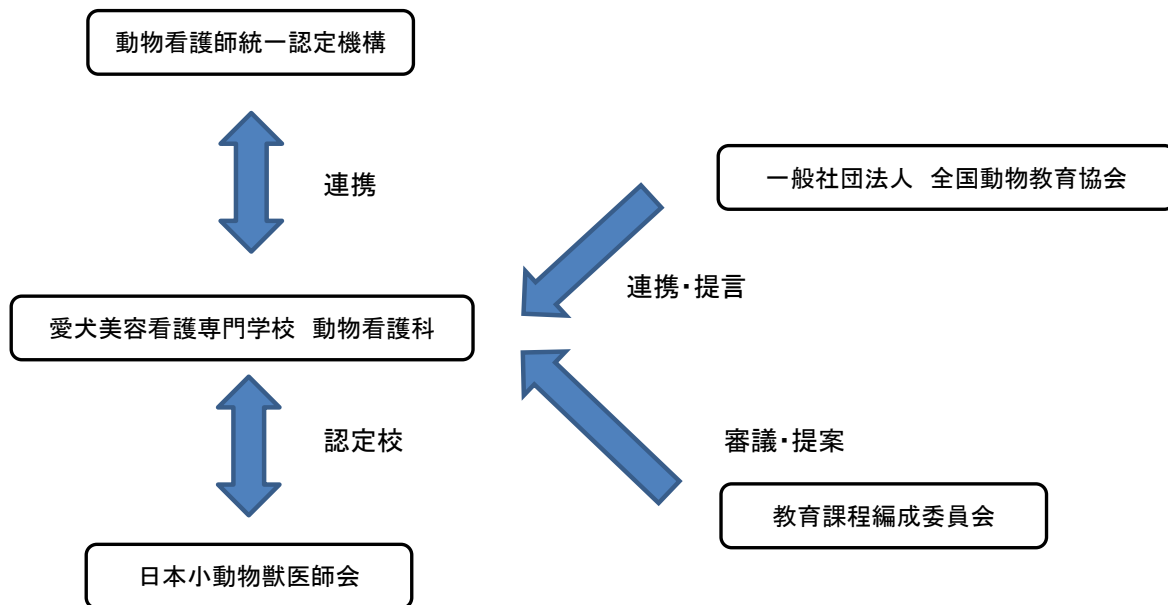 動物看護師統一認定機構
連携
一般社団法人　全国動物教育協会
連携・提言
愛犬美容看護専門学校　動物看護科
認定校
審議・提案
教育課程編成委員会
日本小動物獣医師会